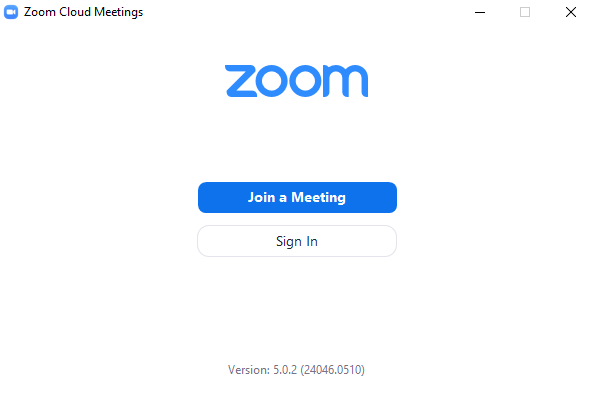 Zoom Cloud Meetings
zoom
Join a Meeting
Sign In
Version: 5.0.2 (24046.0510)